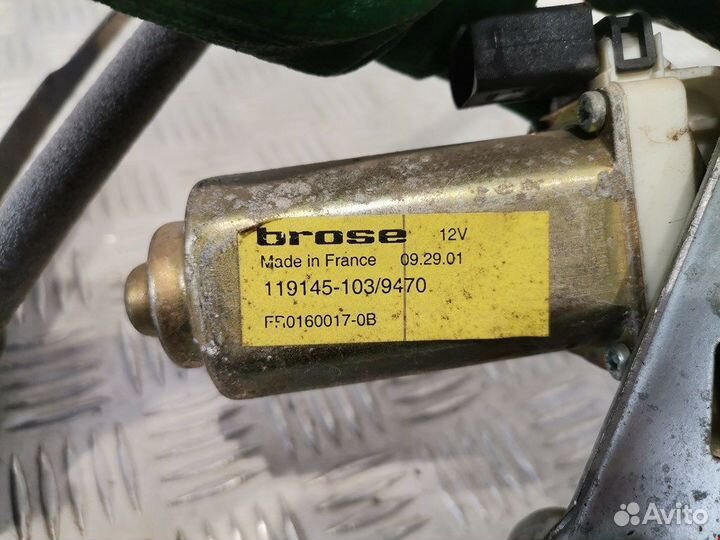 brose 12V
Made in France 09.29.01
119145-103/9470
FR0160017-0B
Avito